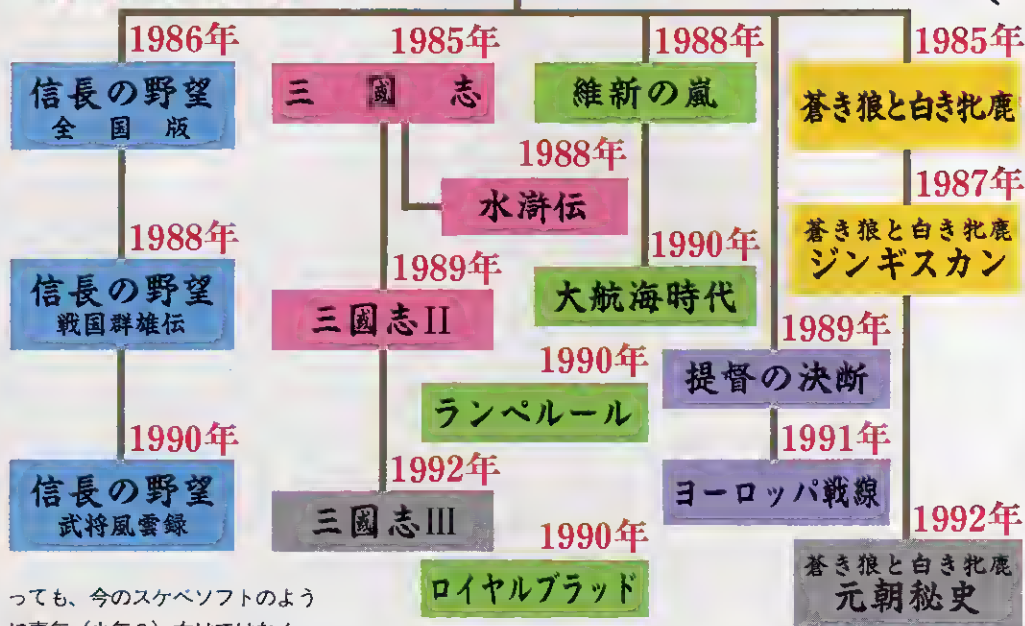 1986年
信長の野望
全国版
1988年
信長の野望
戦国群雄伝
1990年
信長の野望
武将風雲録
1985年
三國志
1988年
水滸伝
1989年
三國志II
1992年
三國志III
1988年
維新の嵐
1990年
大航海時代
1990年
ランペルール
1990年
ロイヤルブラッド
1989年
提督の決断
1991年
ヨーロッパ戦線
1985年
蒼き狼と白き牝鹿
1987年
蒼き狼と白き牝鹿
ジンギスカン
1992年
蒼き狼と白き牝鹿
元朝秘史
っても、今のスケベソフトのよう